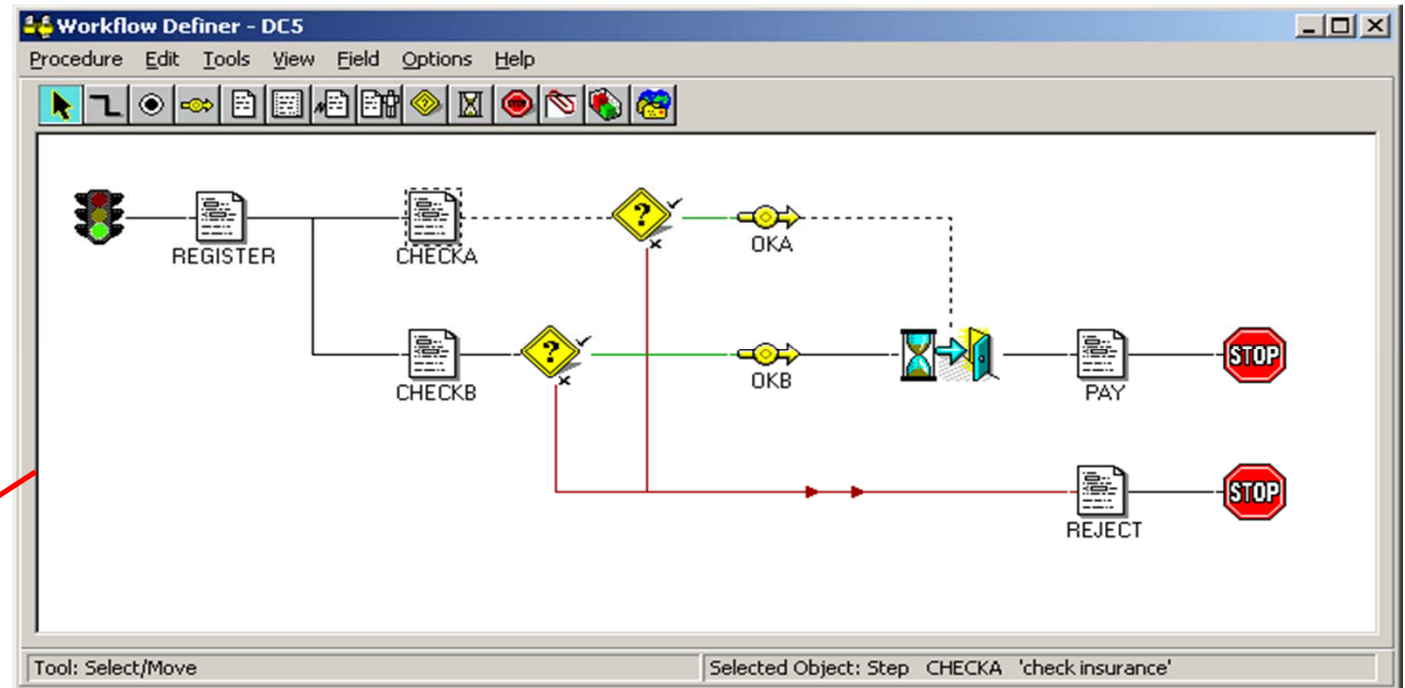 Workflow Definer - DC5
Procedure Edit Tools View Field Options Help
REGISTER
CHECKA
OKA
CHECKB
OKB
PAY
STOP
REJECT
STOP
Tool: Select/Move
Selected Object: Step CHECKA 'check insurance'